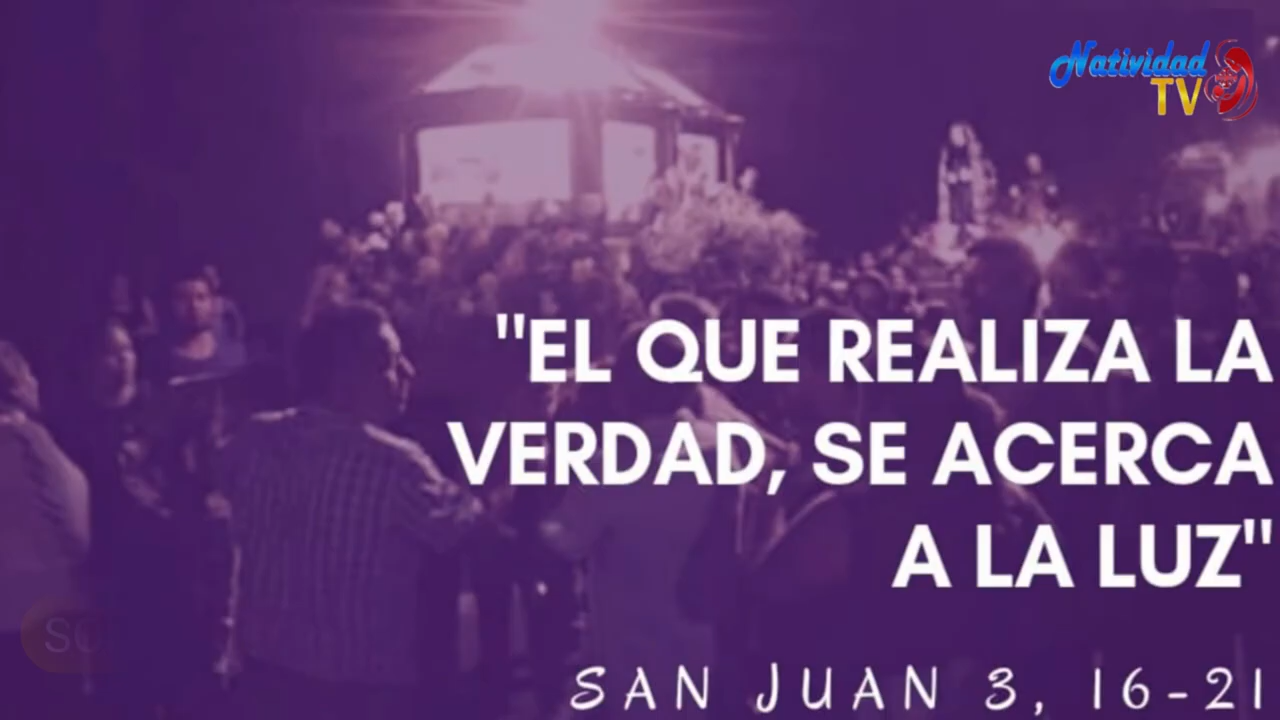 Natividad
TV
"EL QUE REALIZA LA
VERDAD, SE ACERCA
A LA LUZ"
SAN JUAN 3, 16-21